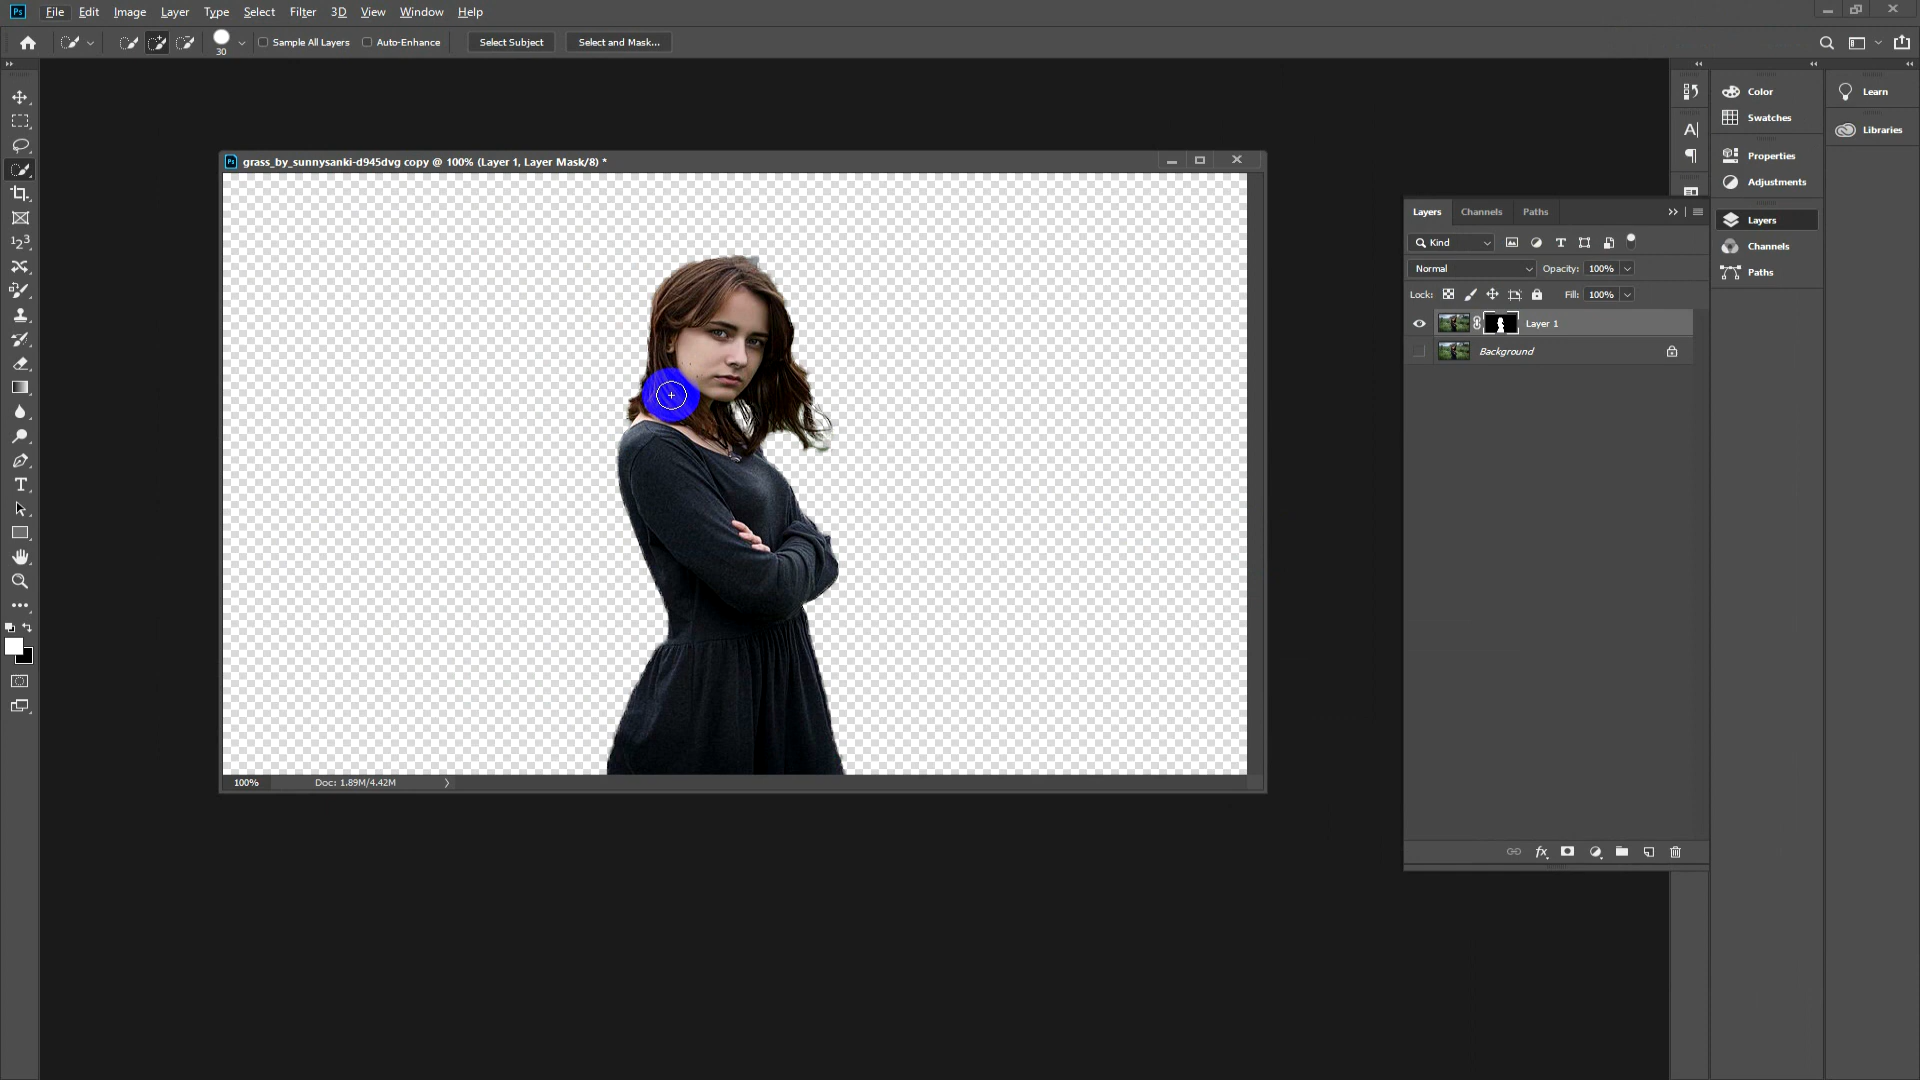 Ps File Edit Image Layer Type Select Filter 3D View Window Help
30 Sample All Layers Auto-Enhance Select Subject Select and Mask...
Ps grass_by_sunnysanki-d945dvg copy @ 100% (Layer 1, Layer Mask/8) *
100% Doc: 1.89M/4.42M
Layers Channels Paths
Kind
Normal Opacity: 100%
Lock: Fill: 100%
Layer 1
Background
fx
Color
Swatches
Properties
Adjustments
Layers
Channels
Paths
Learn
Libraries